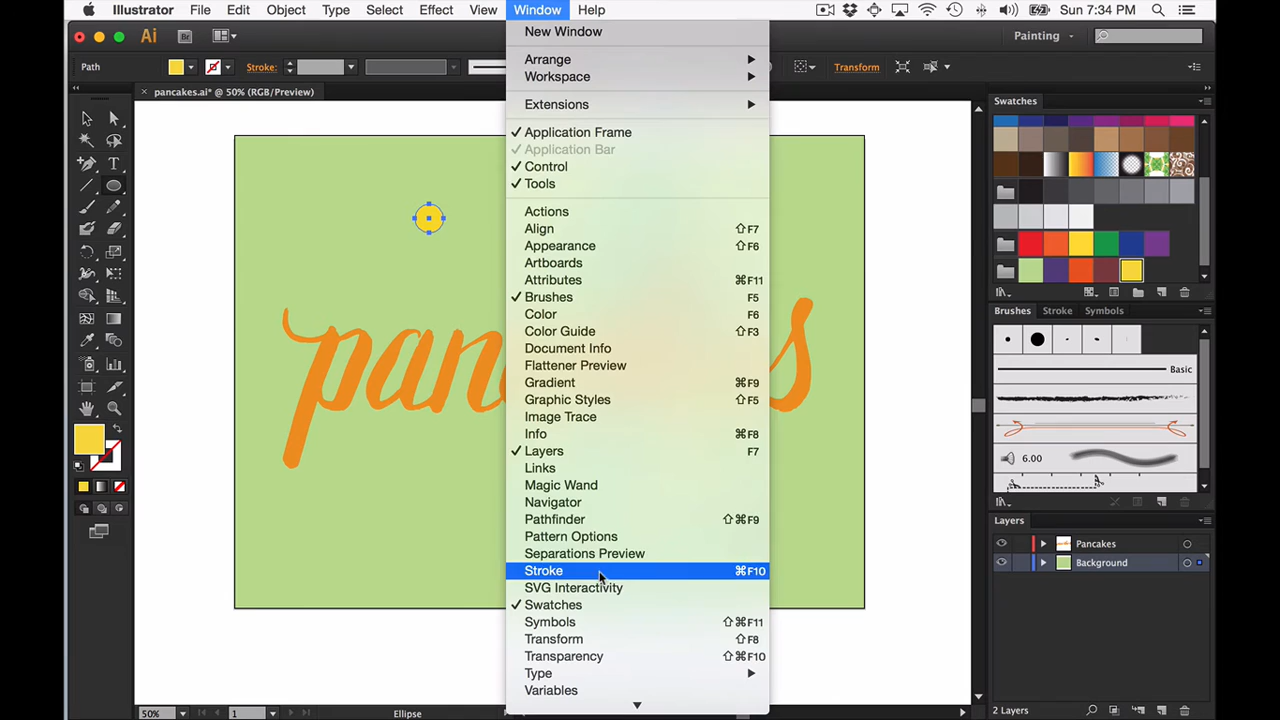 Illustrator File Edit Object Type Select Effect View Window Help
Sun 7:34 PM
Ai Br Painting
Path Stroke: Transform
pancakes.ai* @ 50% (RGB/Preview)
New Window
Arrange
Workspace
Extensions
Application Frame
Application Bar
Control
Tools
Actions
Align ⇧F7
Appearance ⇧F6
Artboards
Attributes ⌘F11
Brushes F5
Color F6
Color Guide ⇧F3
Document Info
Flattener Preview
Gradient ⌘F9
Graphic Styles ⇧F5
Image Trace
Info ⌘F8
Layers F7
Links
Magic Wand
Navigator
Pathfinder ⇧⌘F9
Pattern Options
Separations Preview
Stroke ⌘F10
SVG Interactivity
Swatches
Symbols ⇧⌘F11
Transform ⇧F8
Transparency ⇧⌘F10
Type
Variables
pan s
Swatches
Brushes Stroke Symbols
Basic
6.00
Layers
Pancakes
Background
2 Layers
50% 1 Ellipse